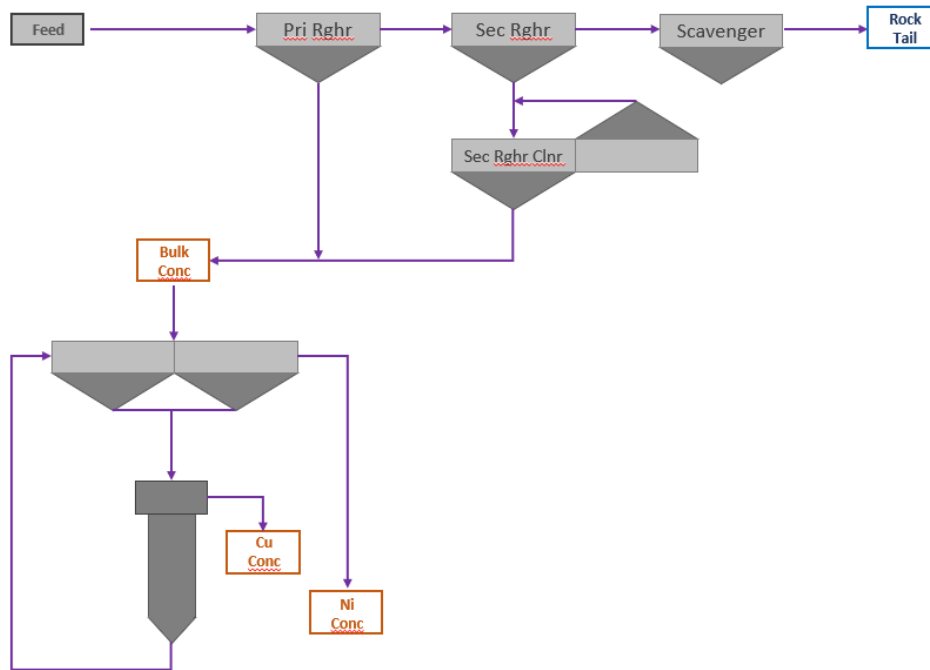 Feed
Pri Rghr
Sec Rghr
Scavenger
Rock
Tail
Sec Rghr Clnr
Bulk
Conc
Cu
Conc
Ni
Conc